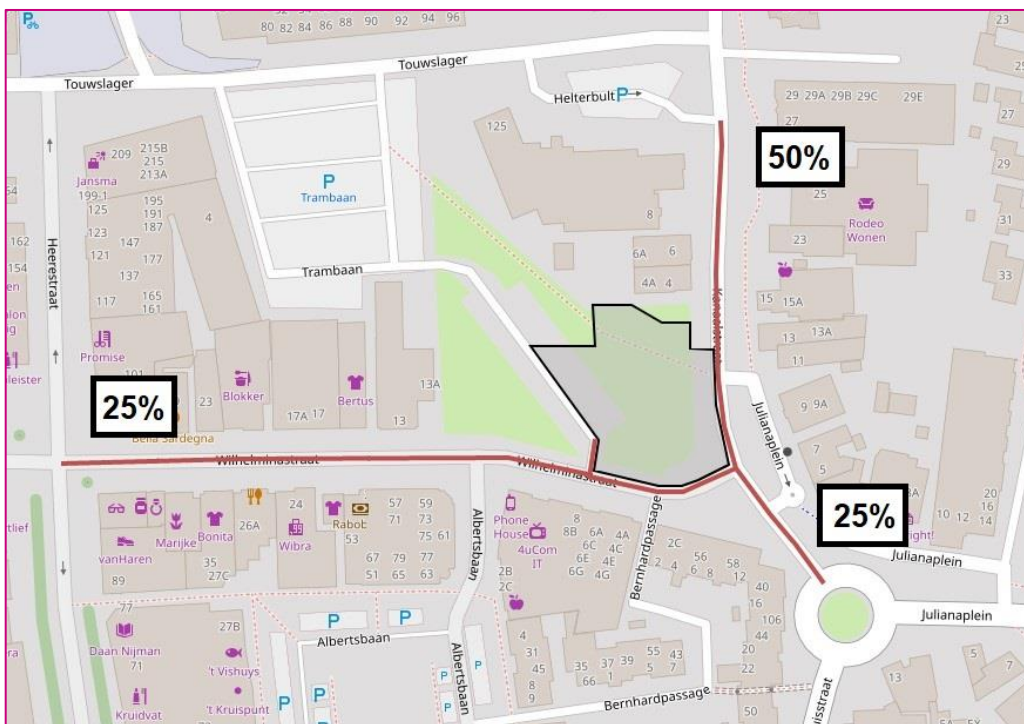 80 82 84 86 88 90 92 94 96
P
23
Touwslager
Touwslager
Helterbult P
29 29A 29B 29C 29E
27
27
125
50%
29
209
215B
215
213A
Jansma
199-1
125
195
191
187
4
P
Trambaan
25
Rodeo
Wonen
31
8
123
147
121
177
137
162
154
Heerestraat
6A 6
23
4A 4
33
Trambaan
117
165
161
15 15A
Kanaalstraat
13 13A
11
Promise
101
25%
23
Blokker
17A 17
Bertus
13A
13
Bella Sardegna
Julianaplein
9 9A
7
5
Wilhelminastraat
Wilhelminastraat
25%
24
57 59
71 73
75 61
Rabob
53
26A
Wibra
Bonita
Marijke
vanHaren
35
27C
89
67 79 77
51 65 63
Albertsbaan
Phone
House
4uCom
IT
8
8B 6A 4A
6C 4C
6E 4E
6G 4G
2B
2C
Bernhardpassage
2C
2 4
56 58
6 8 12
40
16
106
44
20
22
20
16
10 12 14
Julianaplein
Julianaplein
77
Daan Nijman
71
27B
't Vishuys
't Kruispunt
Kruidvat
P
P
P
P
P
P
P
Albertsbaan
Albertsbaan
4
31
45
8
9
35 37 39 55 43
66 1 5 7
Bernhardpassage
50
13
5
7